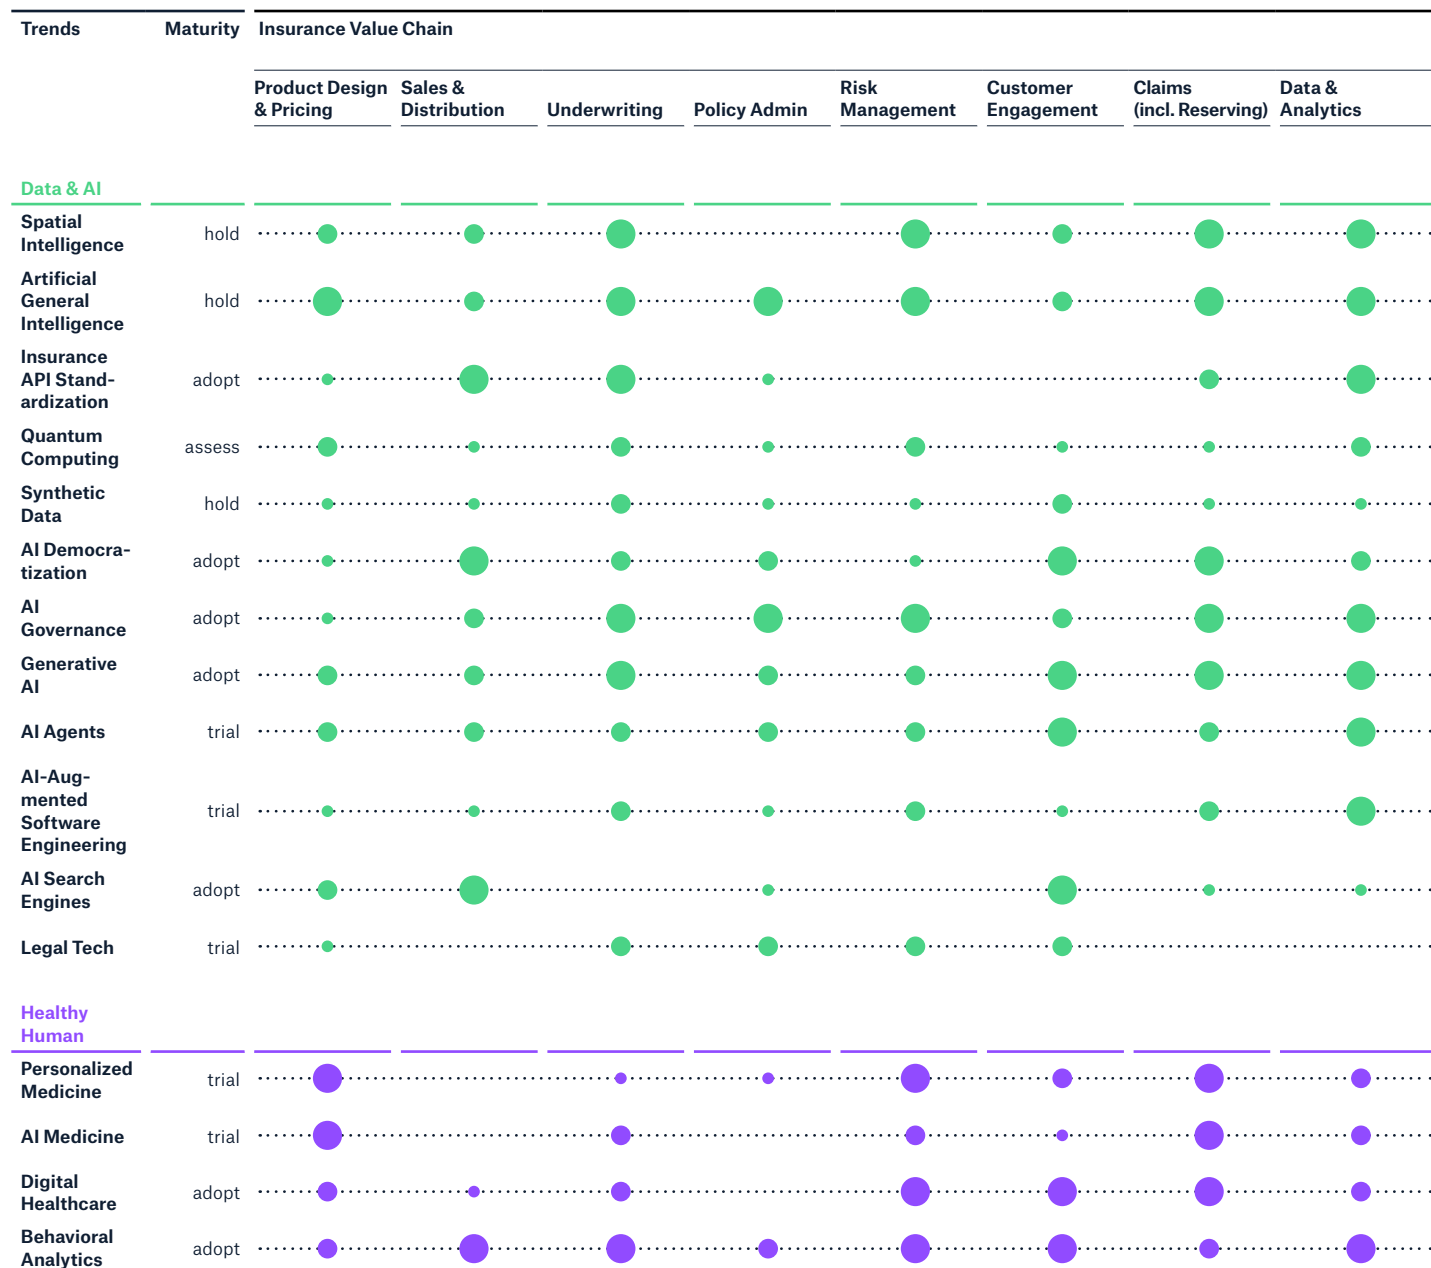 Trends Maturity Insurance Value Chain
Product Design Sales & Risk Customer Claims Data &
& Pricing Distribution Underwriting Policy Admin Management Engagement (incl. Reserving) Analytics
Data & AI
Spatial
Intelligence hold
Artificial
General hold
Intelligence
Insurance
API Stand- adopt
ardization
Quantum
Computing assess
Synthetic
Data hold
AI Democra-
tization adopt
AI
Governance adopt
Generative
AI adopt
AI Agents trial
AI-Aug-
mented trial
Software
Engineering
AI Search
Engines adopt
Legal Tech trial
Healthy
Human
Personalized
Medicine trial
AI Medicine trial
Digital
Healthcare adopt
Behavioral
Analytics adopt